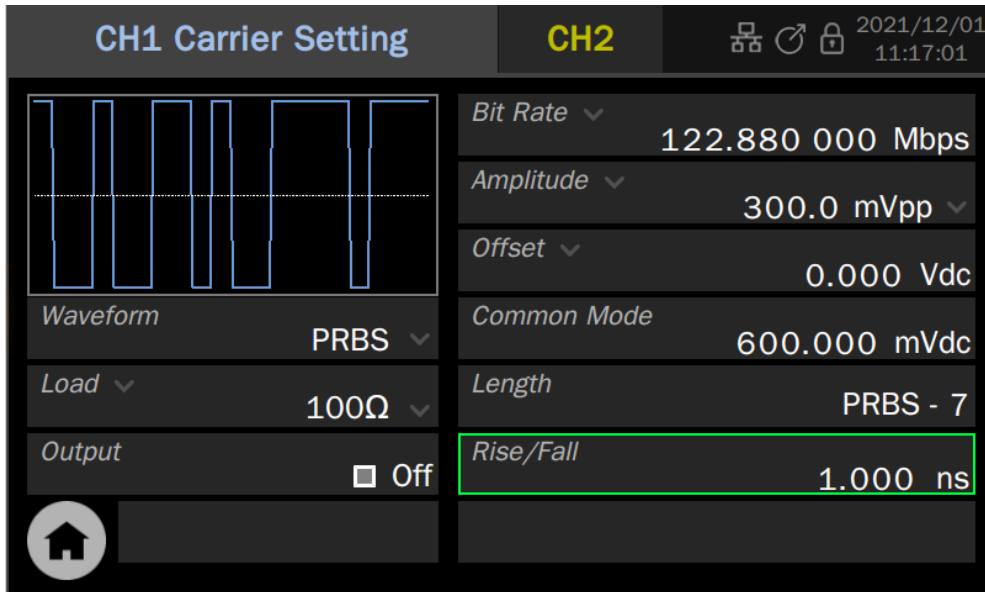 CH1 Carrier Setting
CH2
2021/12/01
11:17:01
Bit Rate
122.880 000 Mbps
Amplitude
300.0 mVpp
Offset
0.000 Vdc
Waveform
PRBS
Common Mode
600.000 mVdc
Load
100Ω
Length
PRBS - 7
Output
Off
Rise/Fall
1.000 ns